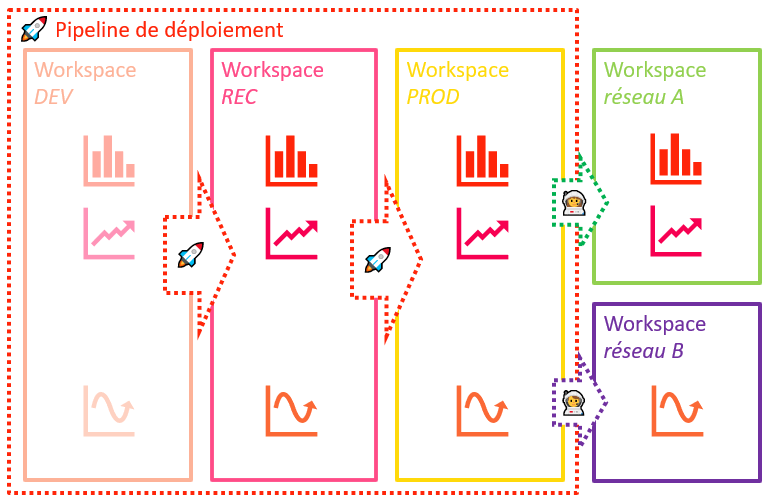 Pipeline de déploiement
Workspace
DEV
Workspace
REC
Workspace
PROD
Workspace
réseau A
Workspace
réseau B